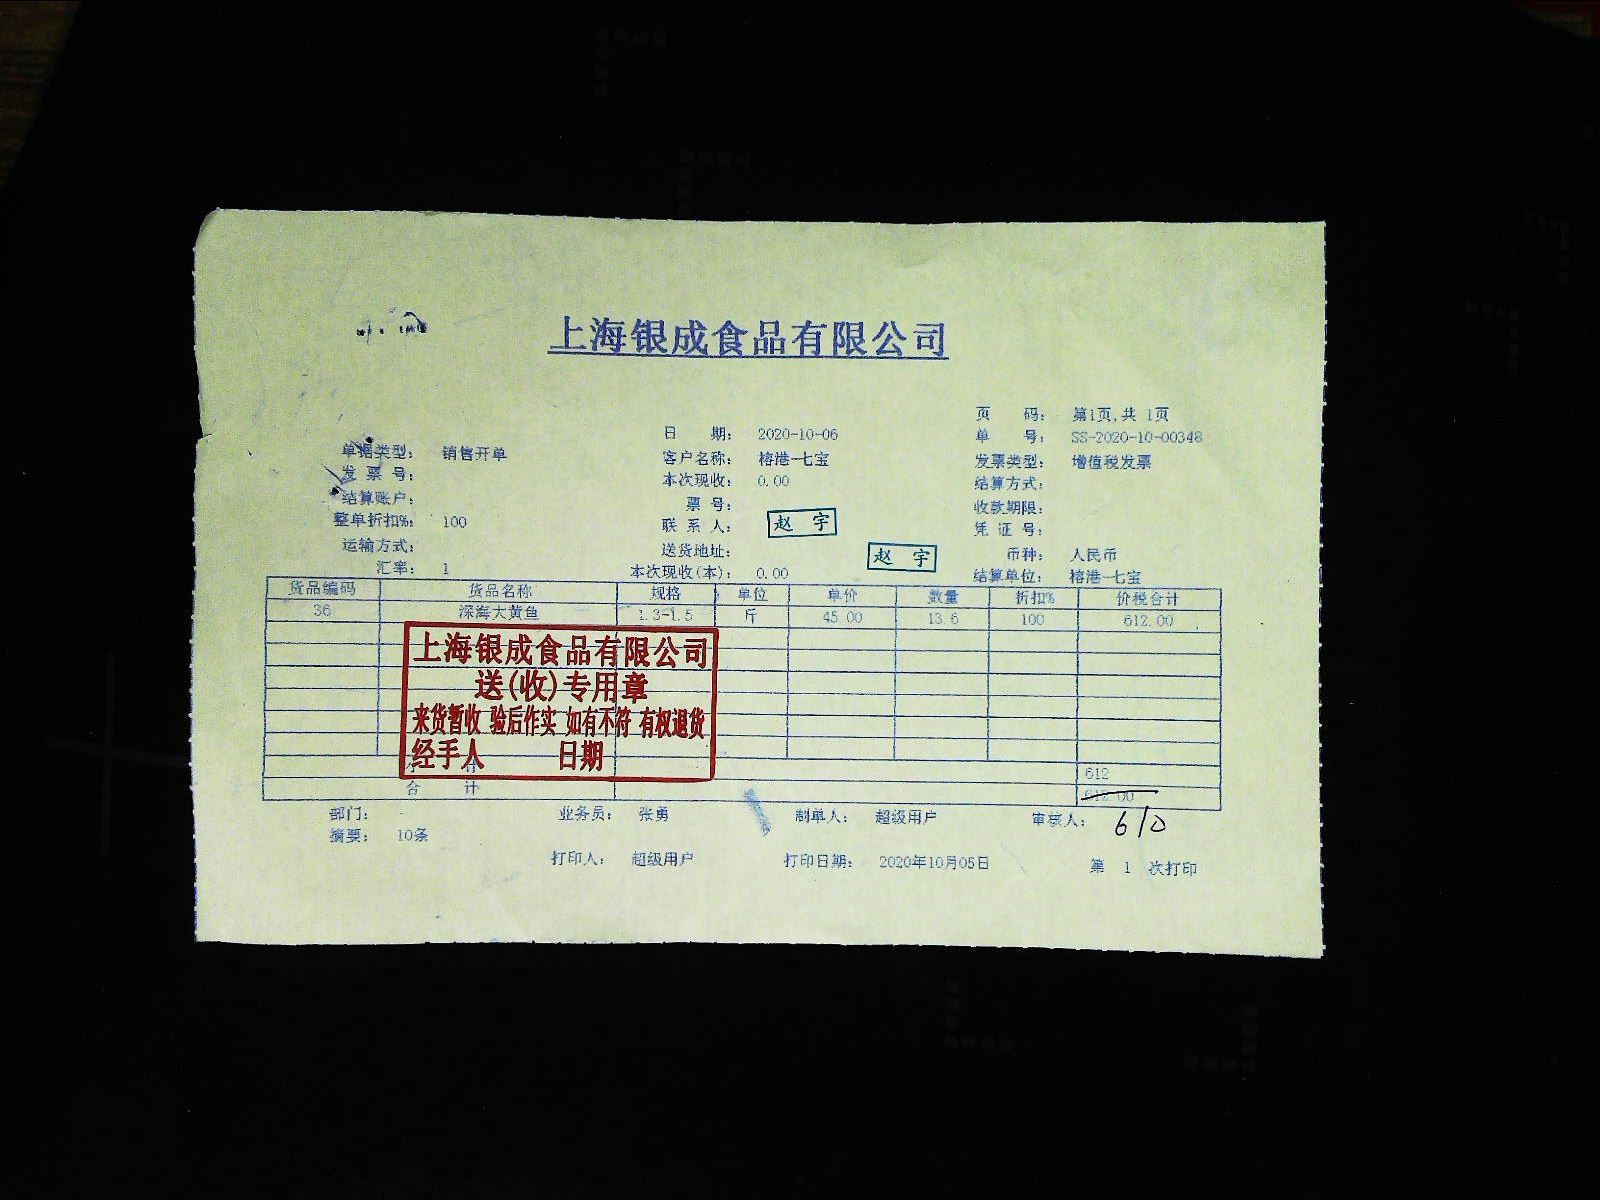 上海银成食品有限公司
页 码: 第1页,共 1页
日 期: 2020-10-06 单 号: SS-2020-10-00348
单据类型: 销售开单 客户名称: 榕港-七宝 发票类型: 增值税发票
发 票 号: 本次现收: 0.00 结算方式:
结算账户: 票 号: 收款期限:
整单折扣%: 100 联 系 人: 赵 宇 凭 证 号:
运输方式: 送货地址: 赵 宇 币种: 人民币
汇率: 1 本次现收(本): 0.00 结算单位: 榕港-七宝
货品编码 货品名称 规格 单位 单价 数量 折扣% 价税合计
36 深海大黄鱼 1.3-1.5 斤 45.00 13.6 100 612.00
上海银成食品有限公司
送(收)专用章
来货暂收 验后作实 如有不符 有权退货
经手人 日期
612
合 计 612.00
部门: 业务员: 张勇 制单人: 超级用户 审核人: 610
摘要: 10条
打印人: 超级用户 打印日期: 2020年10月05日 第 1 次打印